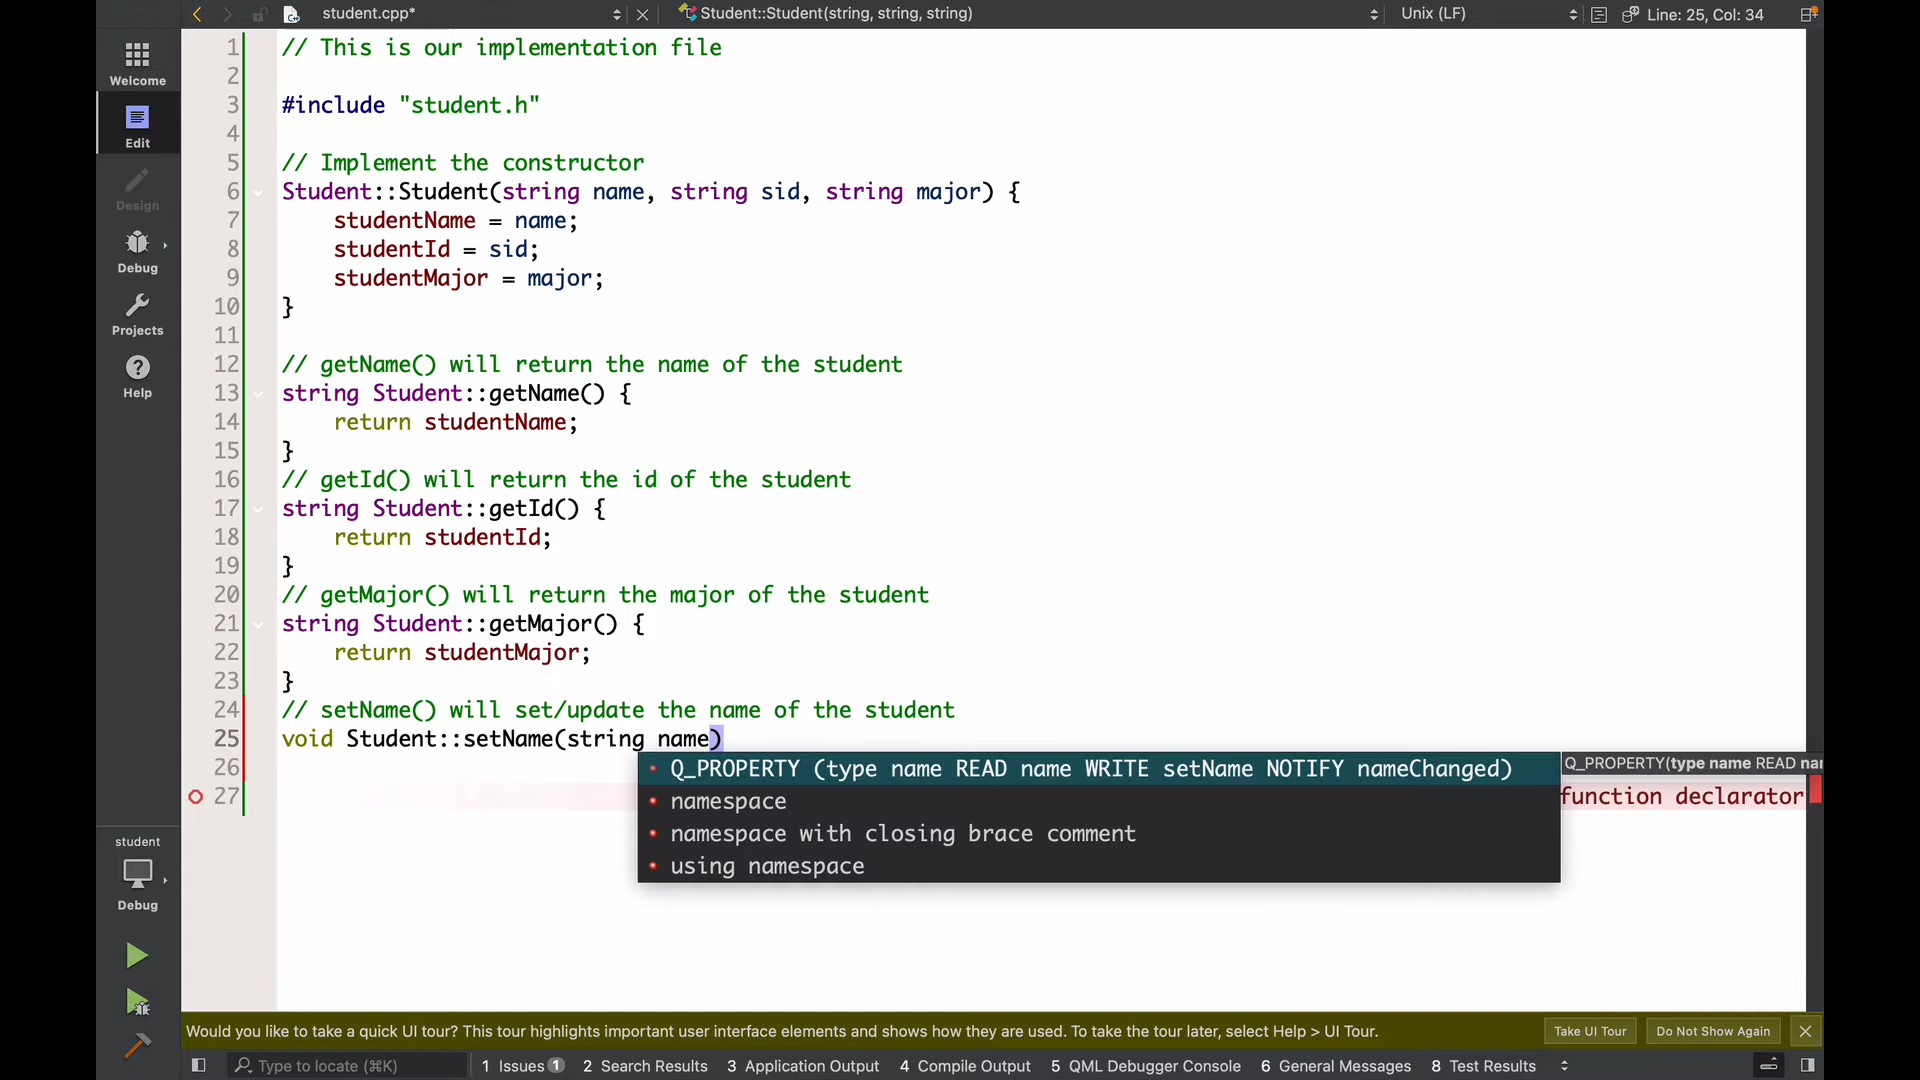 student.cpp*
Student::Student(string, string, string)
Unix (LF)
Line: 25, Col: 34
Welcome
Edit
Design
Debug
Projects
Help
student
Debug
1 // This is our implementation file
2
3 #include "student.h"
4
5 // Implement the constructor
6 Student::Student(string name, string sid, string major) {
7 studentName = name;
8 studentId = sid;
9 studentMajor = major;
10 }
11
12 // getName() will return the name of the student
13 string Student::getName() {
14 return studentName;
15 }
16 // getId() will return the id of the student
17 string Student::getId() {
18 return studentId;
19 }
20 // getMajor() will return the major of the student
21 string Student::getMajor() {
22 return studentMajor;
23 }
24 // setName() will set/update the name of the student
25 void Student::setName(string name)
26
27
Q_PROPERTY (type name READ name WRITE setName NOTIFY nameChanged)
namespace
namespace with closing brace comment
using namespace
Q_PROPERTY(type name READ
function declarator
Would you like to take a quick UI tour? This tour highlights important user interface elements and shows how they are used. To take the tour later, select Help > UI Tour.
Take UI Tour
Do Not Show Again
Type to locate (⌘K)
1 Issues 1
2 Search Results
3 Application Output
4 Compile Output
5 QML Debugger Console
6 General Messages
8 Test Results